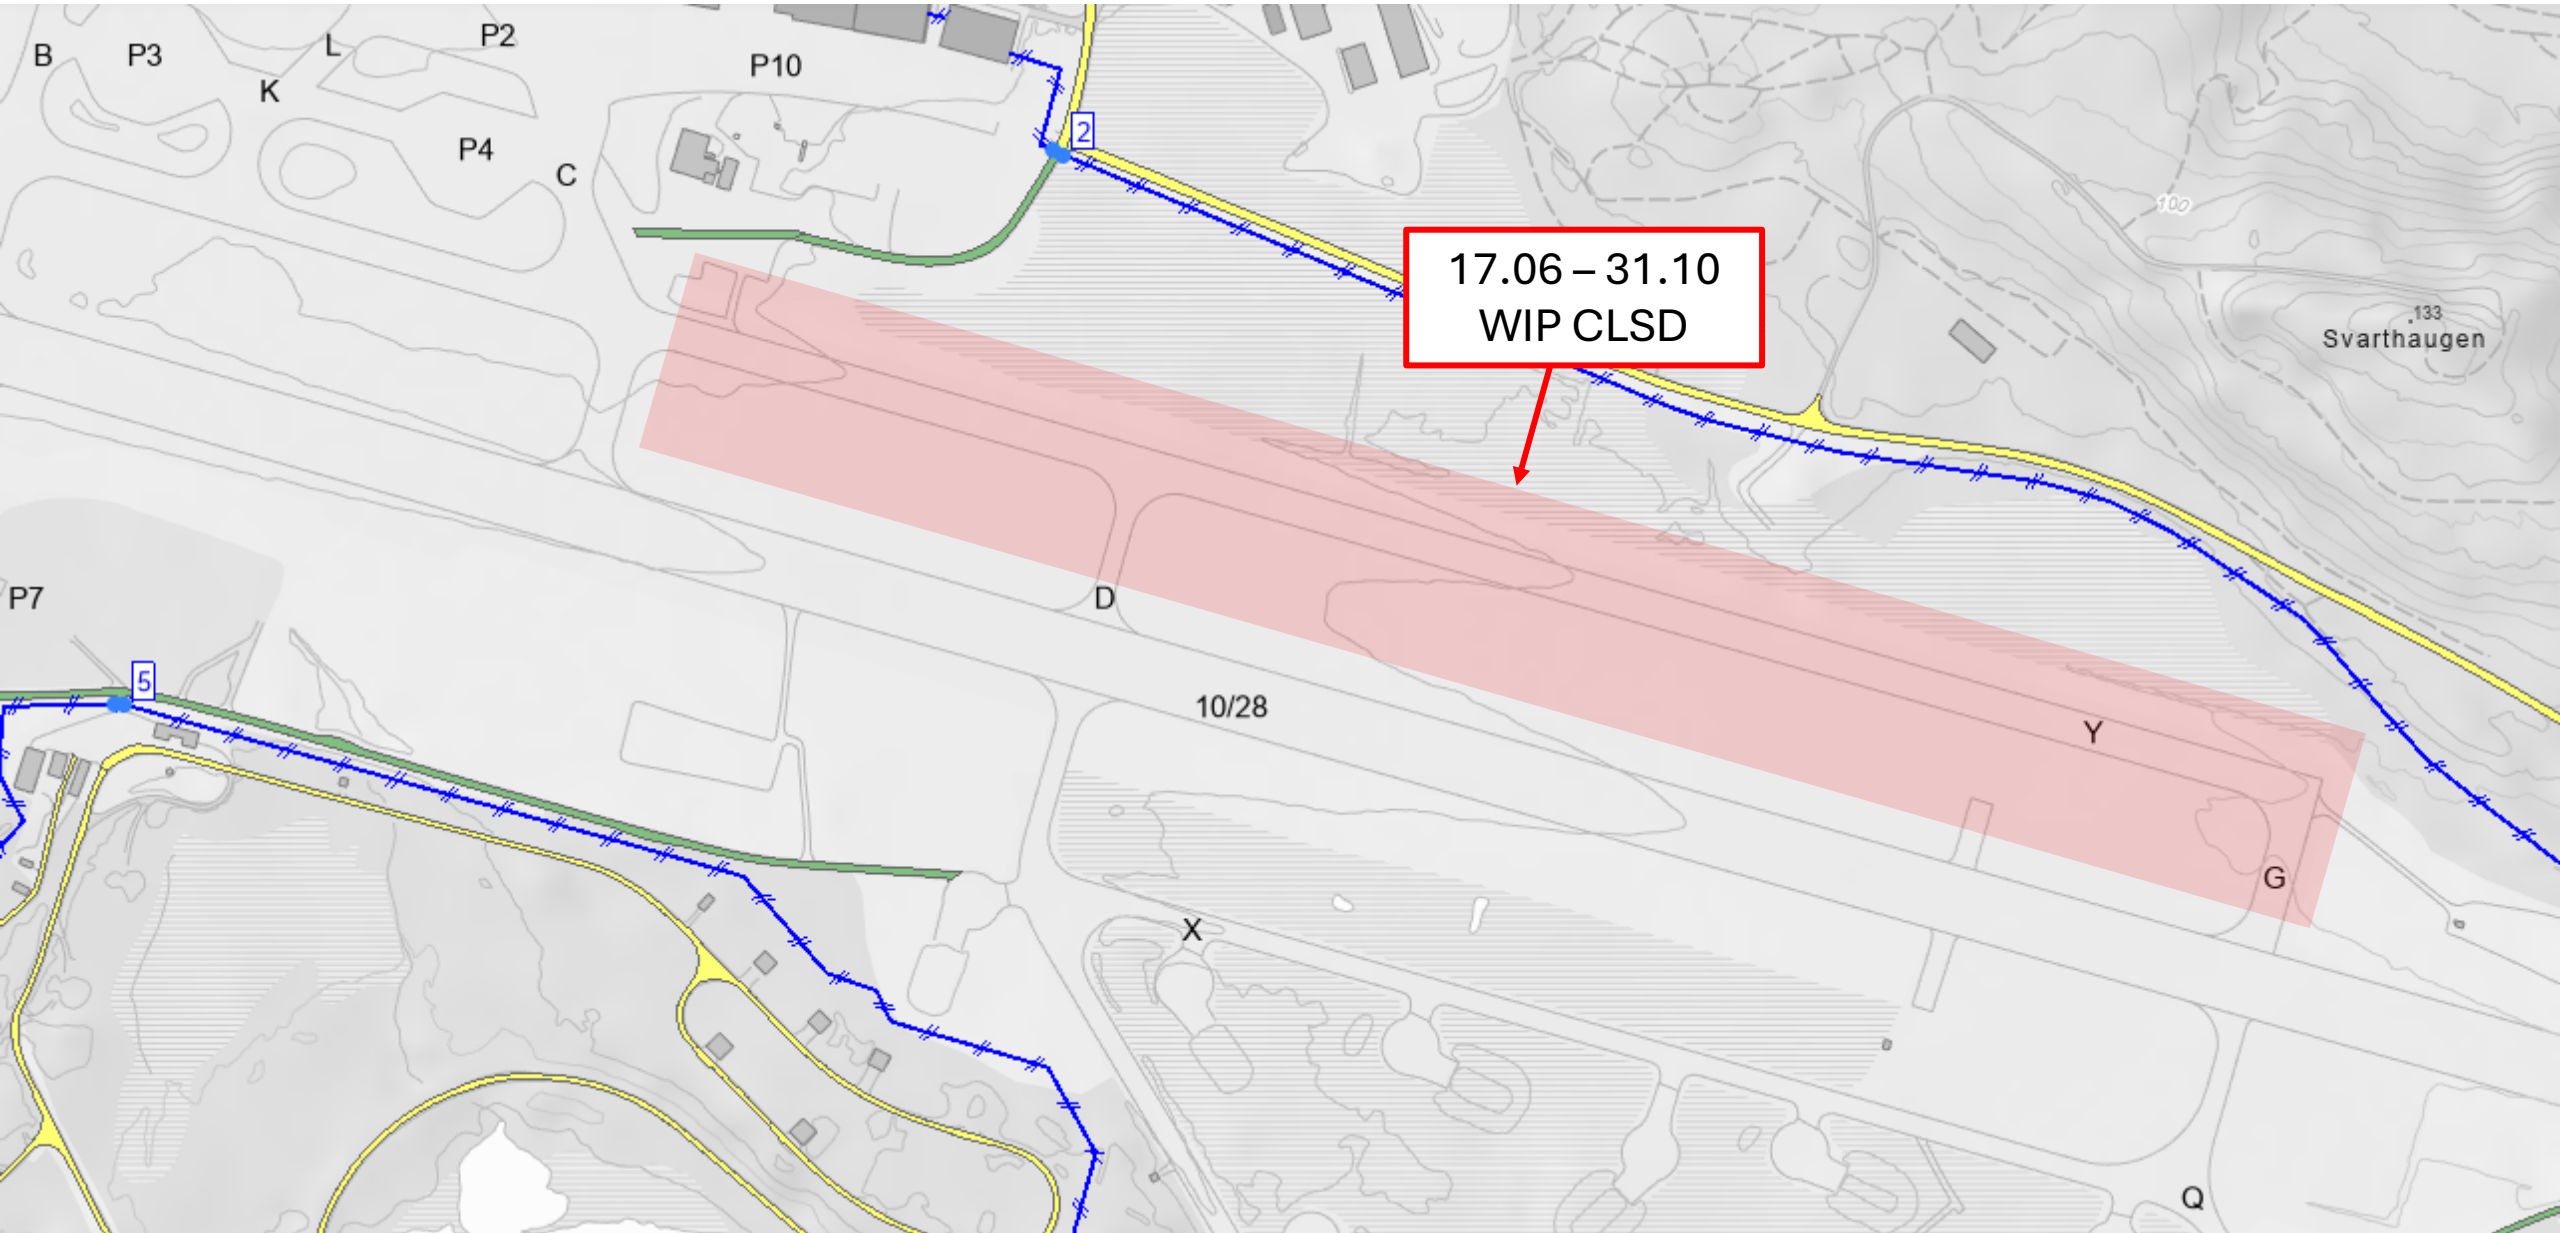 B
P3
L
P2
K
P10
P4
C
2
17.06 – 31.10
WIP CLSD
100
.133
Svarthaugen
P7
D
5
10/28
Y
G
X
Q